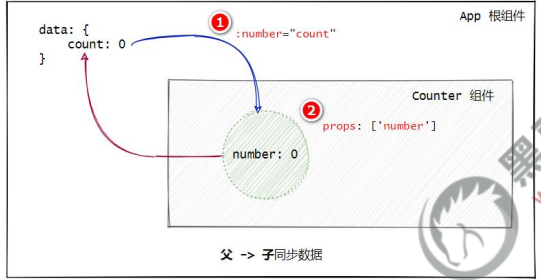 App 根组件
data: {
count: 0
}
1
:number="count"
Counter 组件
2
props: ['number']
number: 0
父 -> 子同步数据
黑